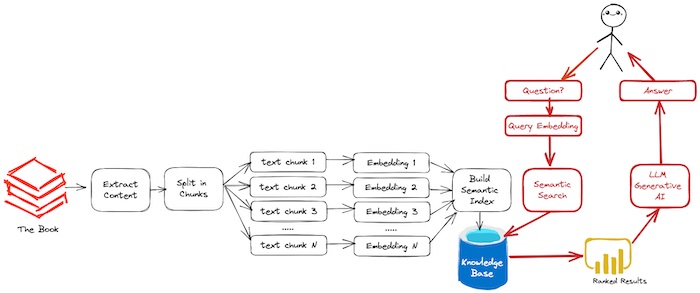 The Book
Extract
Content
Split in
Chunks
text chunk 1
text chunk 2
text chunk 3
.....
text chunk N
Embedding 1
Embedding 2
Embedding 3
....
Embedding N
Build
Semantic
Index
Knowledge
Base
Question?
Query Embedding
Semantic
Search
Ranked Results
LLM
Generative
AI
Answer